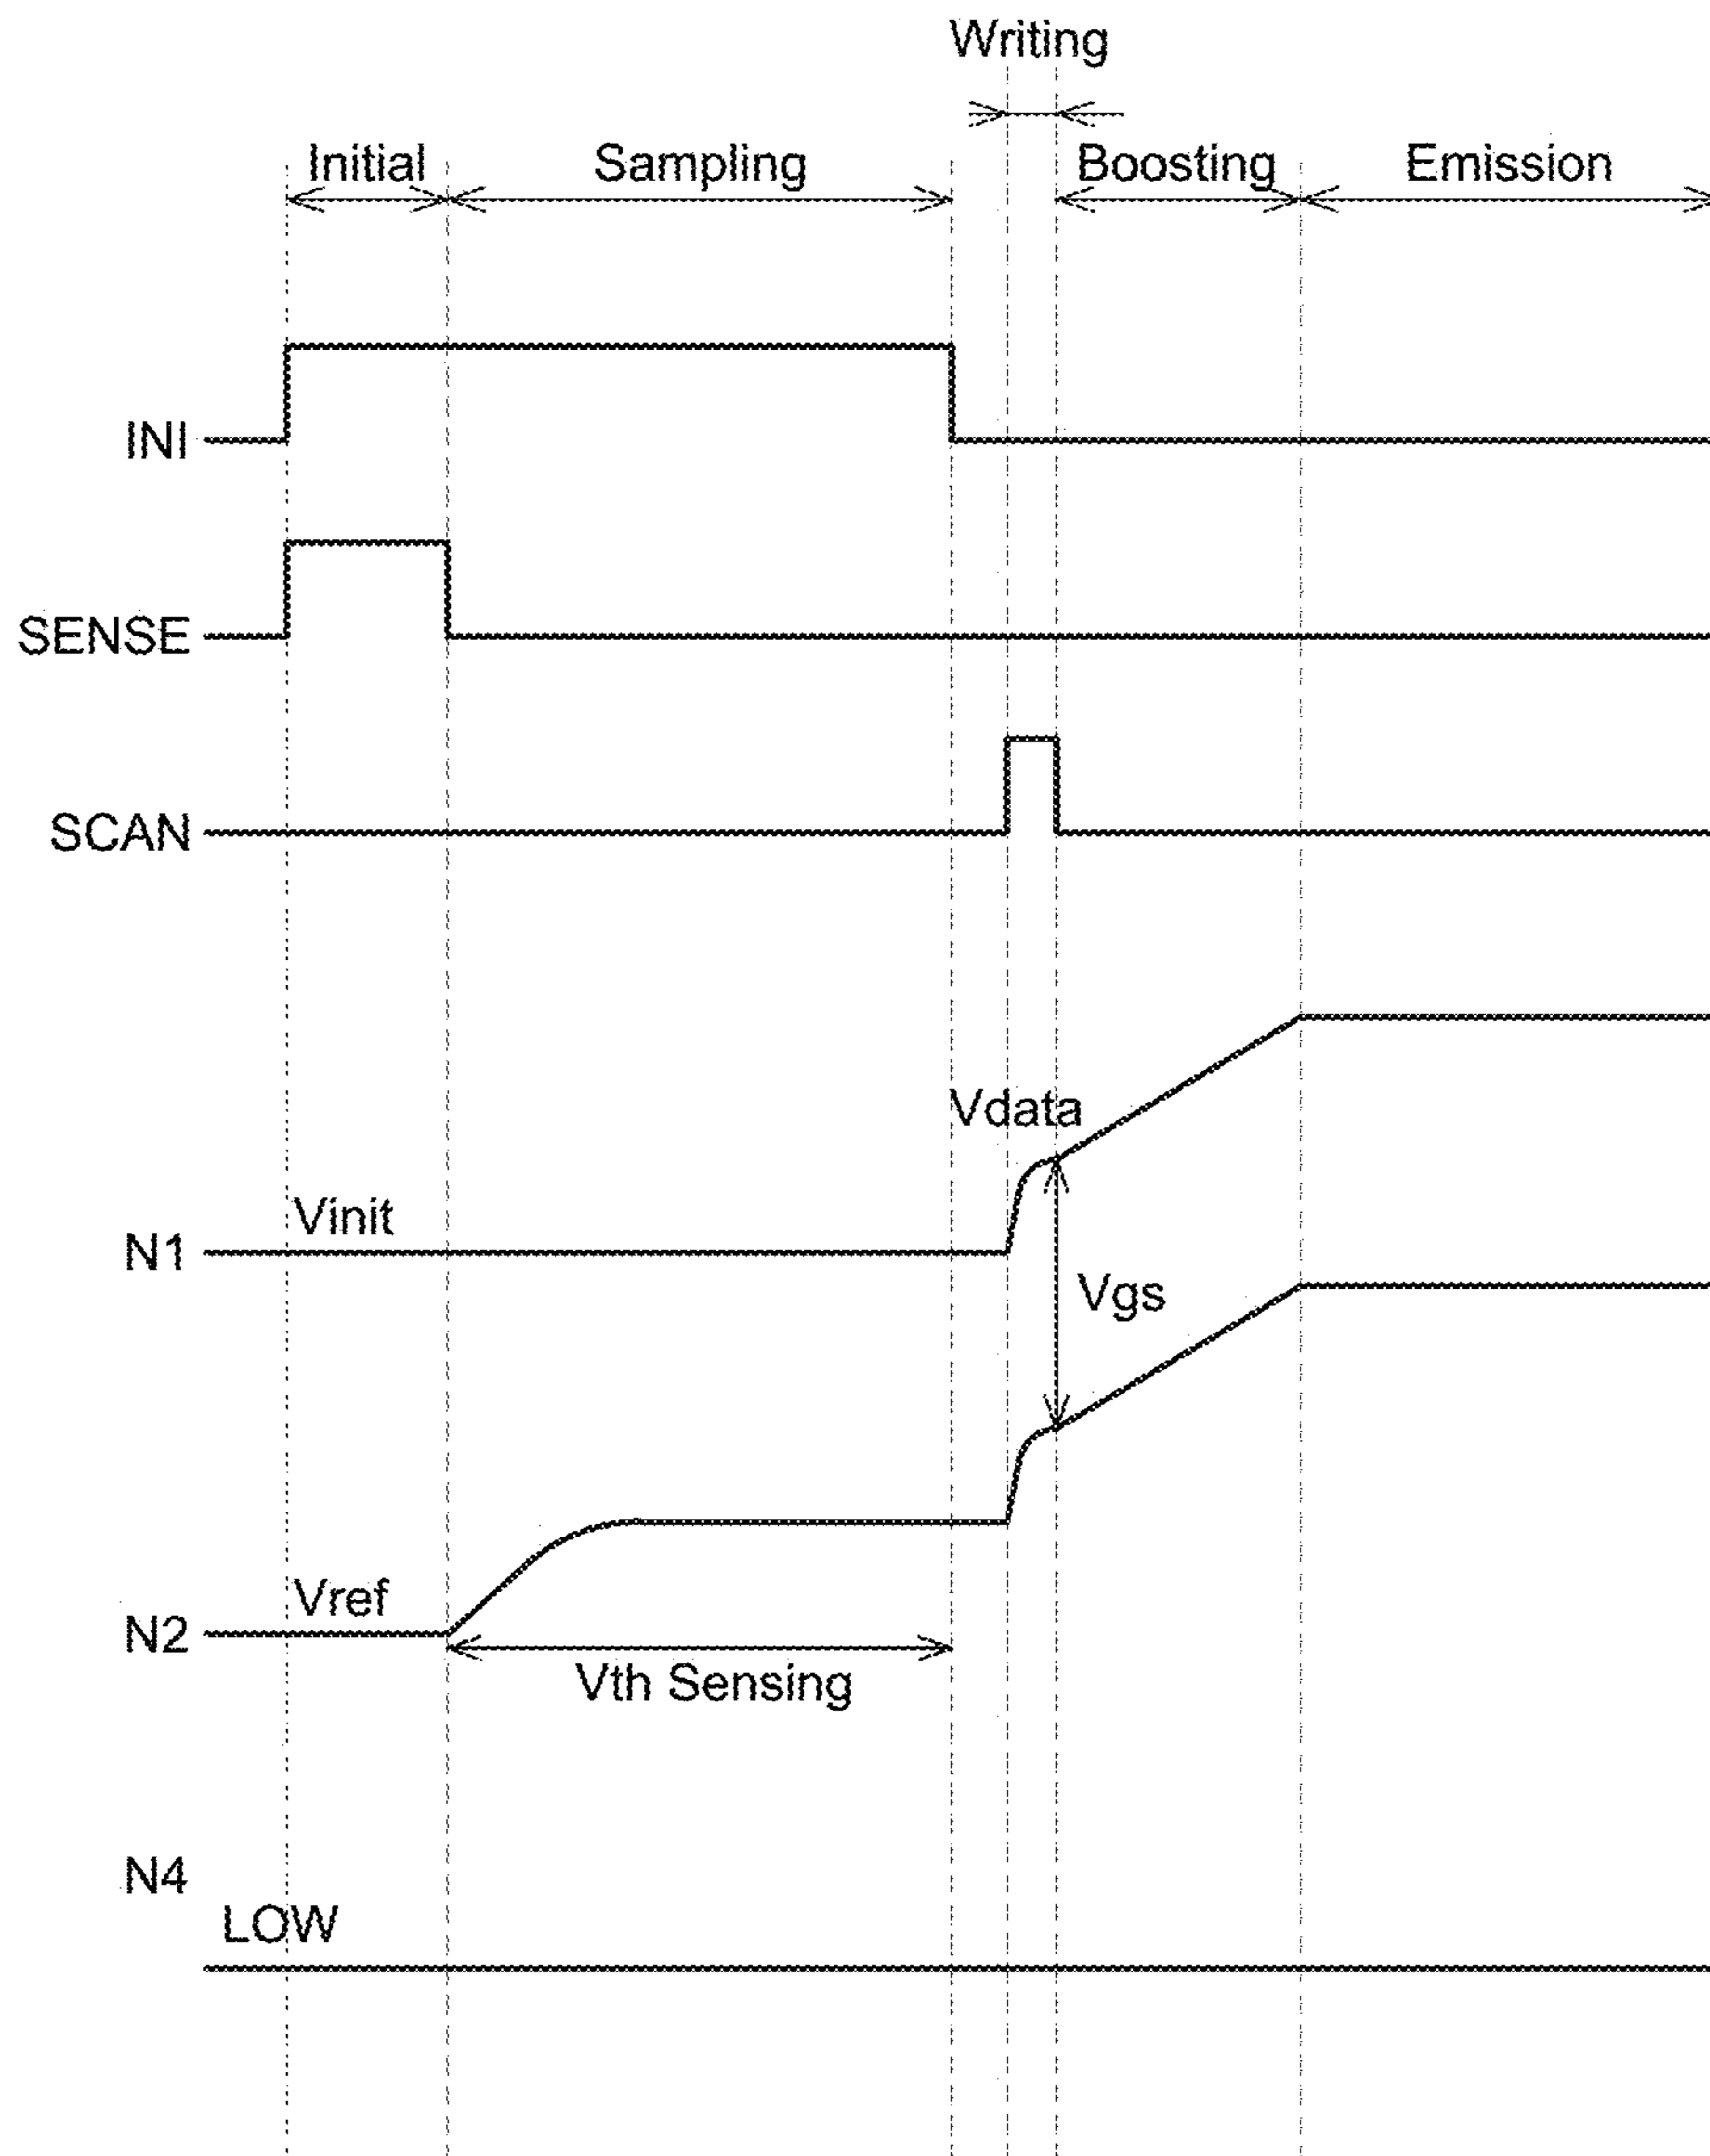 Writing
Initial Sampling Boosting Emission
INI
SENSE
SCAN
Vdata
Vinit
N1
Vgs
Vref
N2
Vth Sensing
N4
LOW